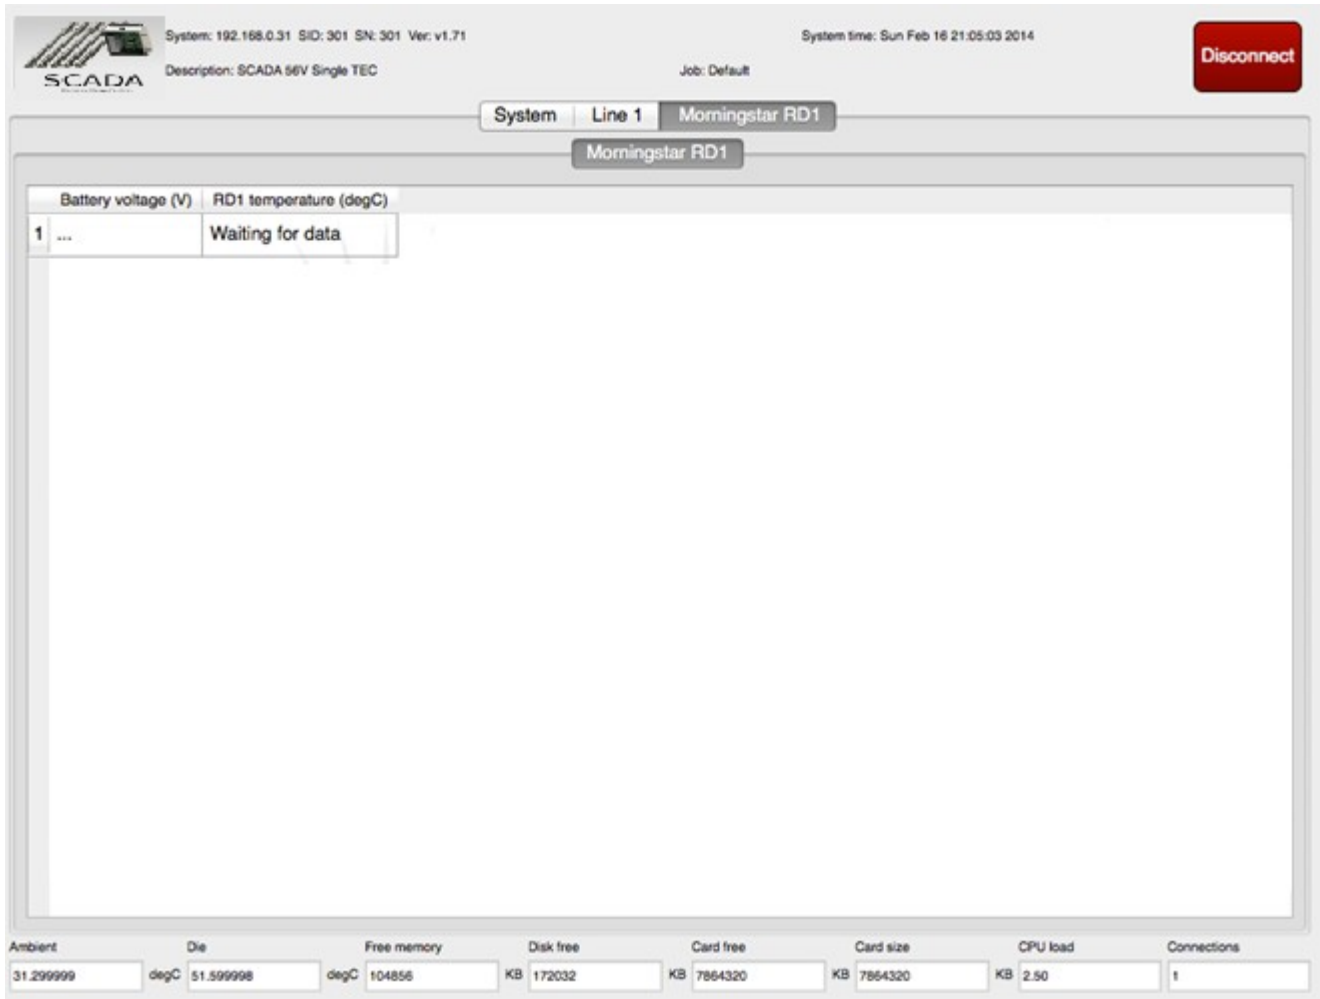 System: 192.168.0.31 SID: 301 SN: 301 Ver: v1.71
System time: Sun Feb 16 21:05:03 2014
Disconnect
SCADA
Description: SCADA 56V Single TEC
Job: Default
System Line 1 Morningstar RD1
Morningstar RD1
Battery voltage (V) RD1 temperature (degC)
1 ... Waiting for data
Ambient Die Free memory Disk free Card free Card size CPU load Connections
31.299999 degC 51.599998 degC 104856 KB 172032 KB 7864320 KB 7864320 KB 2.50 1